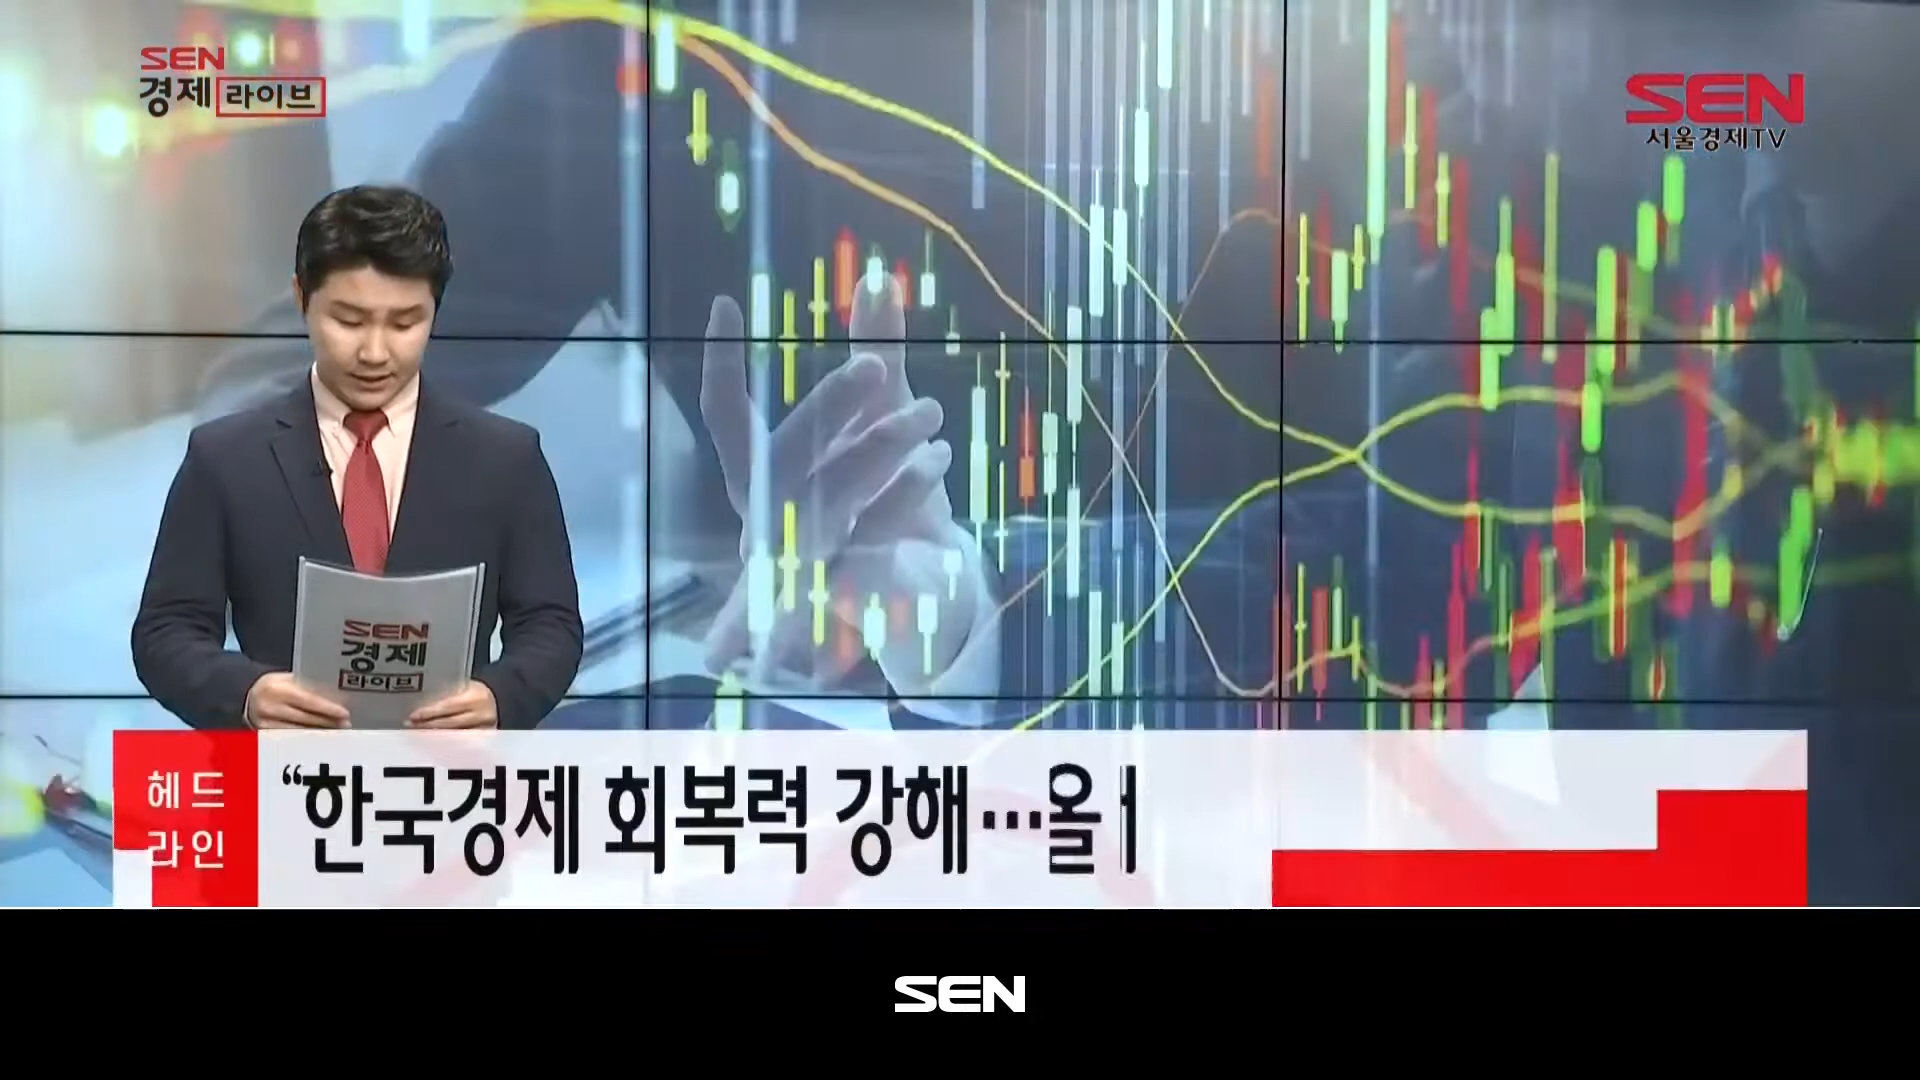 SEN
경제 라이브
SEN
서울경제TV
SEN
경제
라이브
헤드
라인
“한국경제 회복력 강해…올
SEN